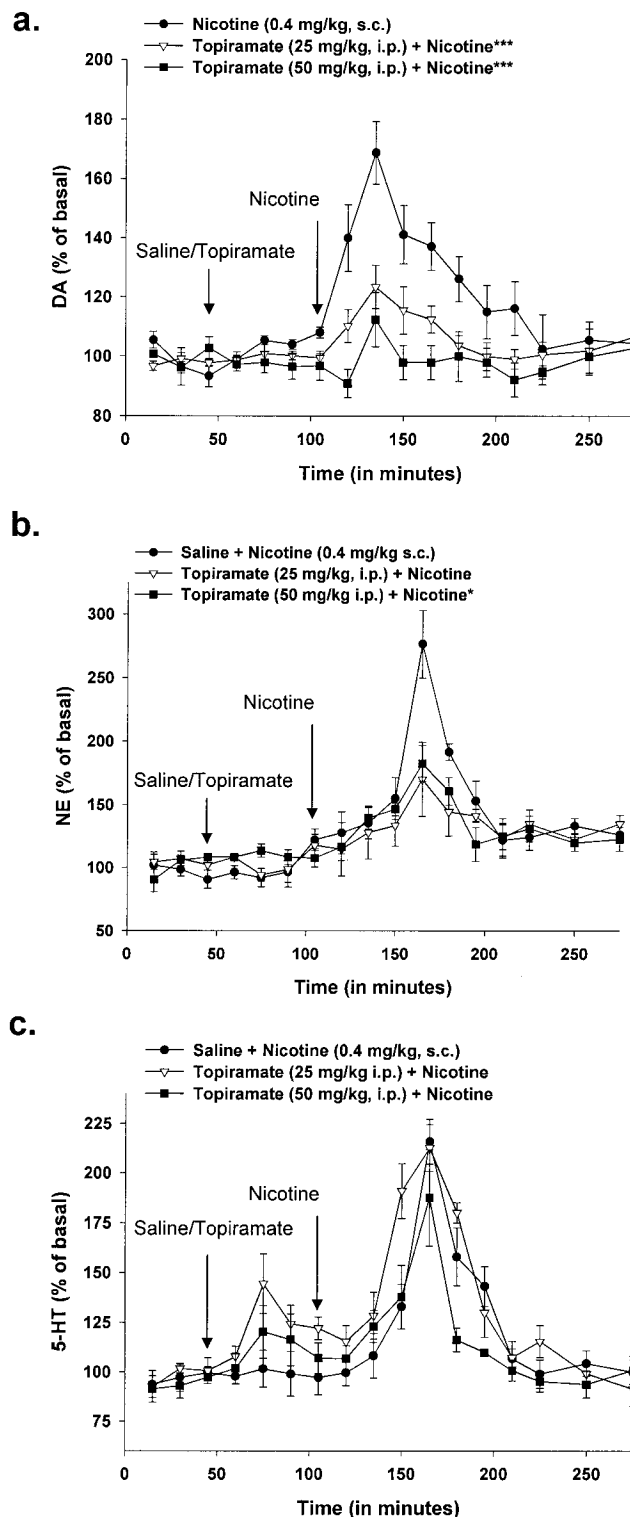 a.
Nicotine (0.4 mg/kg, s.c.)
Topiramate (25 mg/kg, i.p.) + Nicotine***
Topiramate (50 mg/kg, i.p.) + Nicotine***
200
180
160
140
120
100
80
DA (% of basal)
Nicotine
Saline/Topiramate
0 50 100 150 200 250
Time (in minutes)
b.
Saline + Nicotine (0.4 mg/kg s.c.)
Topiramate (25 mg/kg, i.p.) + Nicotine
Topiramate (50 mg/kg i.p.) + Nicotine*
300
250
200
150
100
50
NE (% of basal)
Nicotine
Saline/Topiramate
0 50 100 150 200 250
Time (in minutes)
c.
Saline + Nicotine (0.4 mg/kg, s.c.)
Topiramate (25 mg/kg i.p.) + Nicotine
Topiramate (50 mg/kg, i.p.) + Nicotine
225
200
175
150
125
100
75
5-HT (% of basal)
Nicotine
Saline/Topiramate
0 50 100 150 200 250
Time (in minutes)